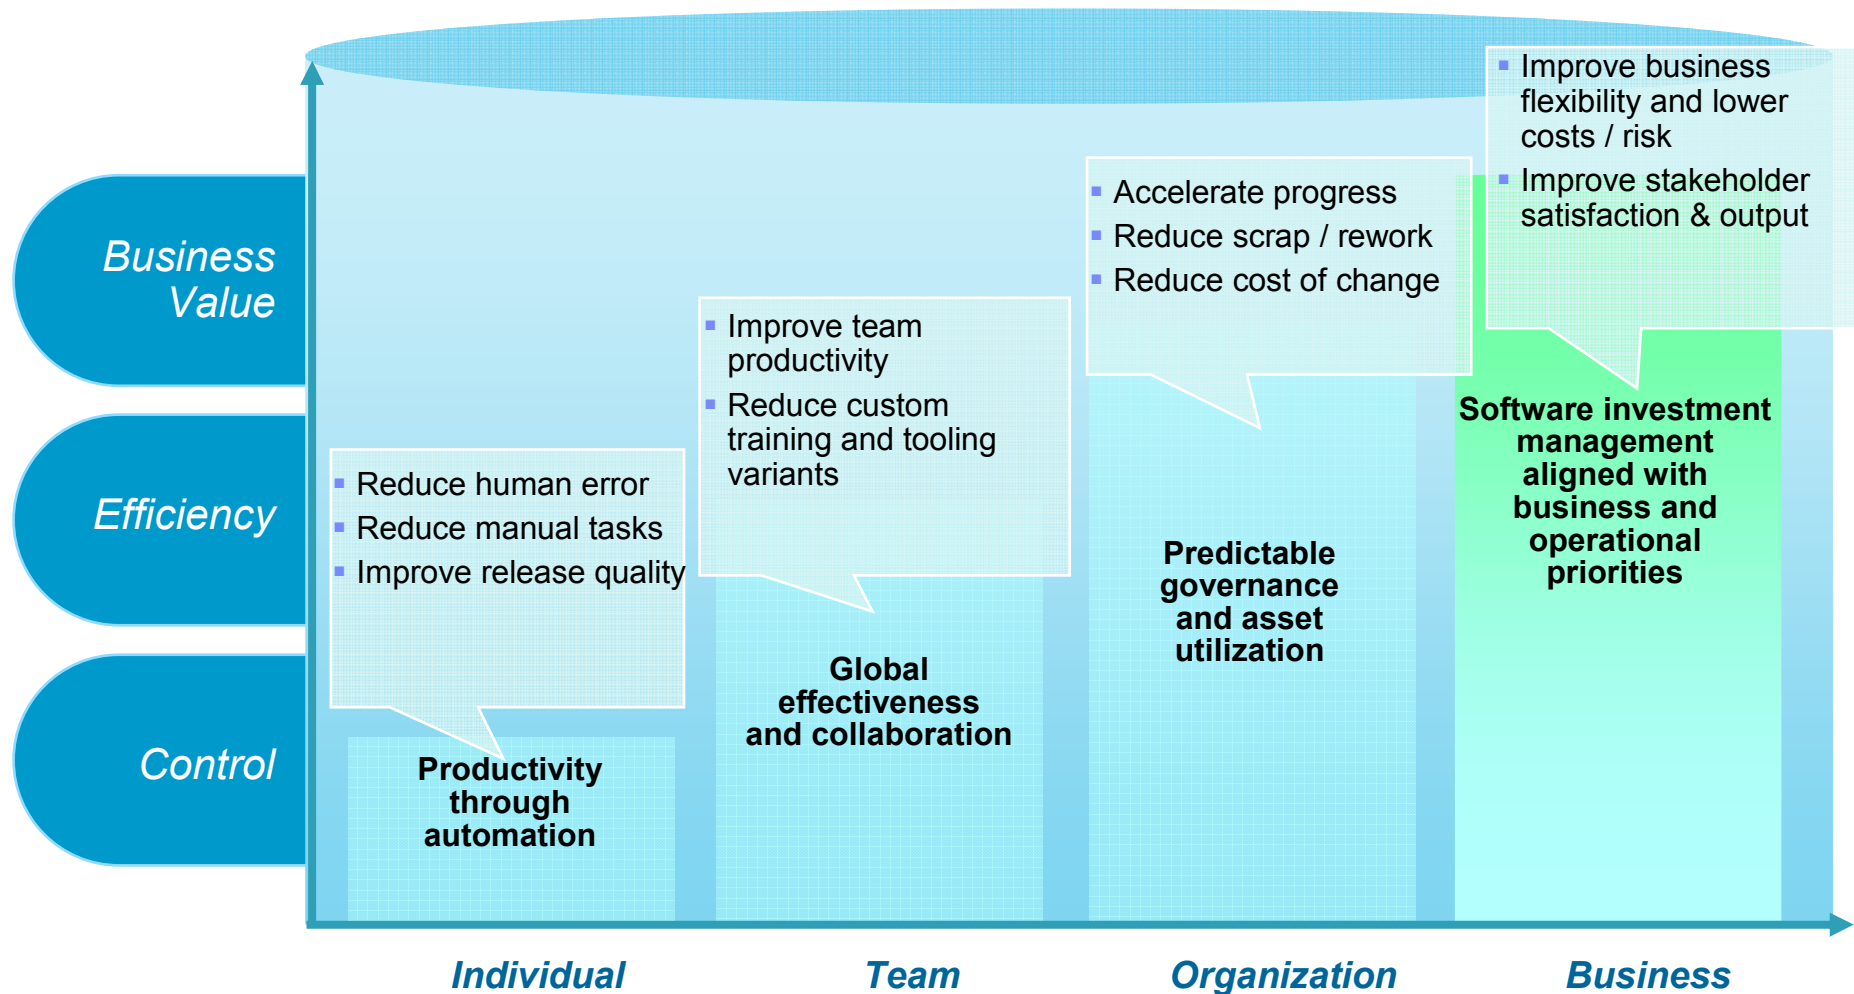 Business
Value
Efficiency
Control
Reduce human error
Reduce manual tasks
Improve release quality
Productivity
through
automation
Improve team
productivity
Reduce custom
training and tooling
variants
Global
effectiveness
and collaboration
Accelerate progress
Reduce scrap / rework
Reduce cost of change
Predictable
governance
and asset
utilization
Improve business
flexibility and lower
costs / risk
Improve stakeholder
satisfaction & output
Software investment
management
aligned with
business and
operational
priorities
Individual
Team
Organization
Business